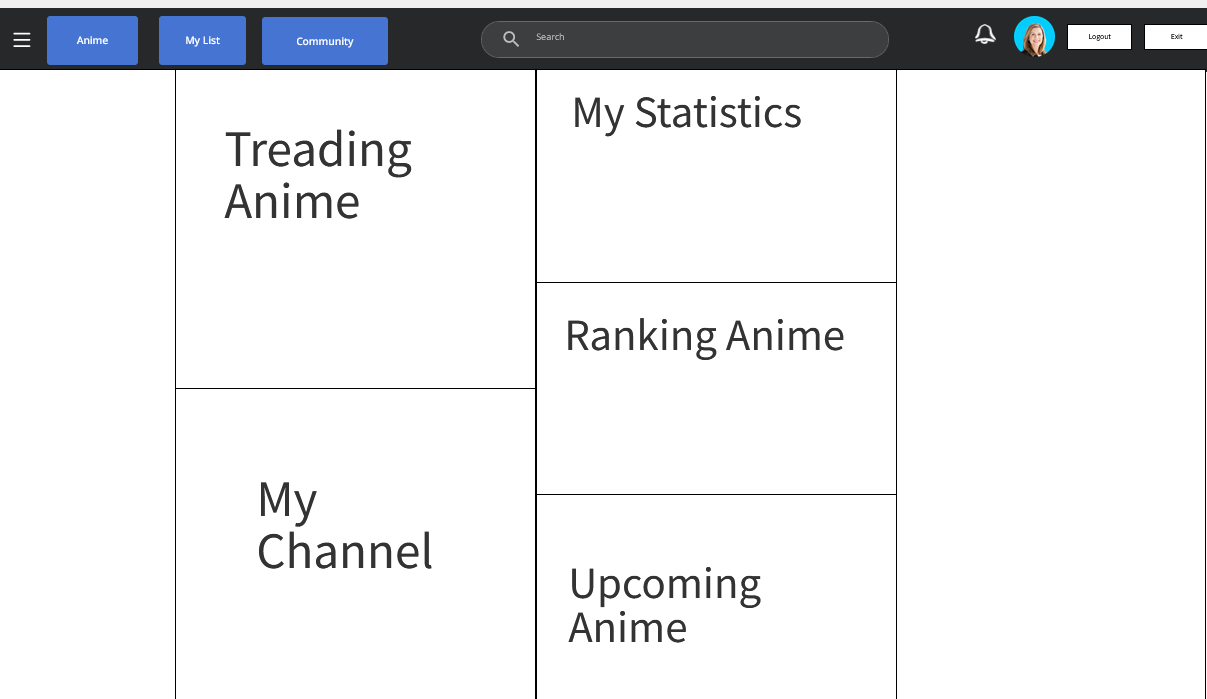 Anime
My List
Community
Search
Logout
Exit
Treading
Anime
My Statistics
Ranking Anime
My
Channel
Upcoming
Anime